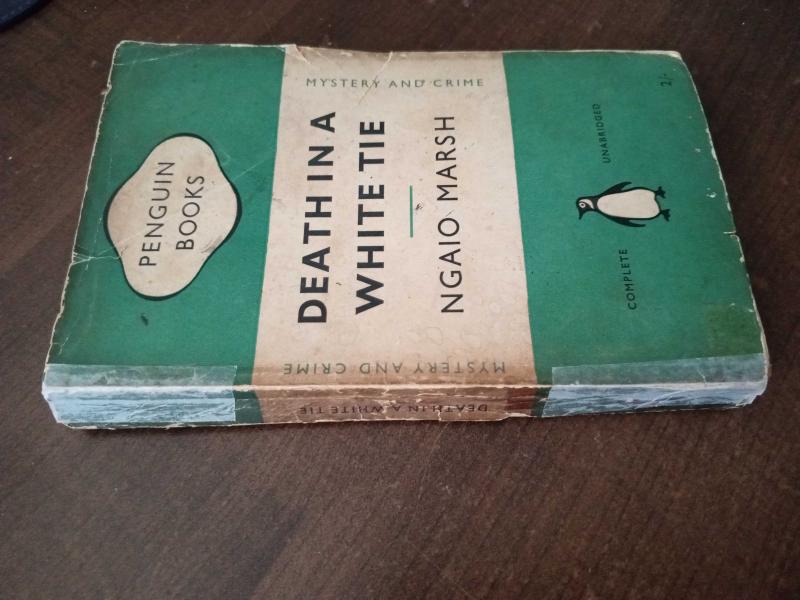 PENGUIN
BOOKS
MYSTERY AND CRIME
DEATH IN A
WHITE TIE
NGAIO MARSH
MYSTERY AND CRIME
COMPLETE
UNABRIDGED
2/-
DEATH IN A WHITE TIE